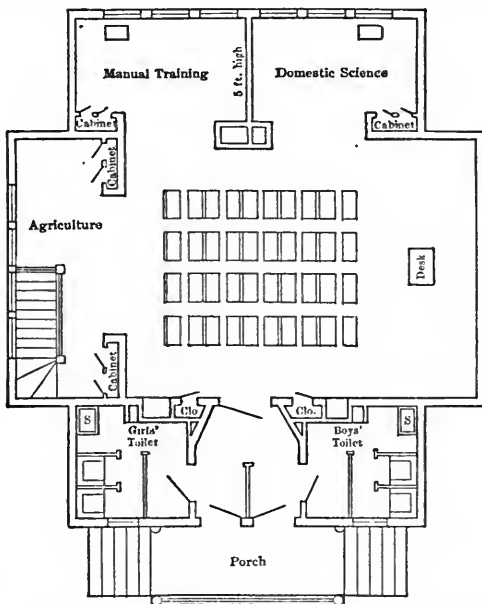 Manual Training
5 ft. high
Domestic Science
Cabinet
Cabinet
Cabinet
Agriculture
Desk
Cabinet
Clo
Clo.
S
Girls'
Toilet
Boys'
Toilet
S
Porch